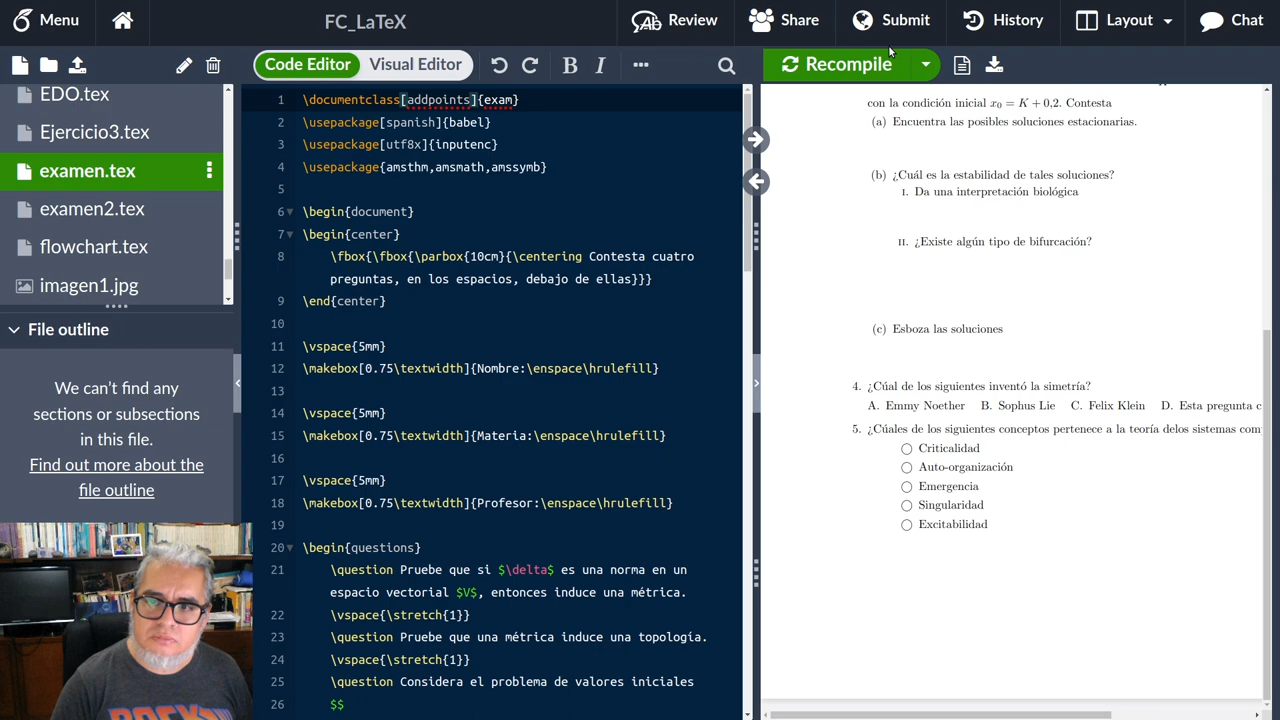 Menu
FC_LaTeX
Review
Share
Submit
History
Layout
Chat
Code Editor
Visual Editor
Recompile
EDO.tex
Ejercicio3.tex
examen.tex
examen2.tex
flowchart.tex
imagen1.jpg
File outline
We can't find any
sections or subsections
in this file.
Find out more about the
file outline
1 \documentclass[addpoints]{exam}
2 \usepackage[spanish]{babel}
3 \usepackage[utf8x]{inputenc}
4 \usepackage{amsthm,amsmath,amssymb}
5
6 \begin{document}
7 \begin{center}
8 \fbox{\fbox{\parbox{10cm}{\centering Contesta cuatro
preguntas, en los espacios, debajo de ellas}}}
9 \end{center}
10
11 \vspace{5mm}
12 \makebox[0.75\textwidth]{Nombre:\enspace\hrulefill}
13
14 \vspace{5mm}
15 \makebox[0.75\textwidth]{Materia:\enspace\hrulefill}
16
17 \vspace{5mm}
18 \makebox[0.75\textwidth]{Profesor:\enspace\hrulefill}
19
20 \begin{questions}
21 \question Pruebe que si $\delta$ es una norma en un
espacio vectorial $V$, entonces induce una métrica.
22 \vspace{\stretch{1}}
23 \question Pruebe que una métrica induce una topología.
24 \vspace{\stretch{1}}
25 \question Considera el problema de valores iniciales
26 $$
con la condición inicial x₀ = K + 0,2. Contesta
(a) Encuentra las posibles soluciones estacionarias.
(b) ¿Cuál es la estabilidad de tales soluciones?
I. Da una interpretación biológica
II. ¿Existe algún tipo de bifurcación?
(c) Esboza las soluciones
4. ¿Cúal de los siguientes inventó la simetría?
A. Emmy Noether B. Sophus Lie C. Felix Klein D. Esta pregunta c
5. ¿Cúales de los siguientes conceptos pertenece a la teoría delos sistemas com
Criticalidad
Auto-organización
Emergencia
Singularidad
Excitabilidad